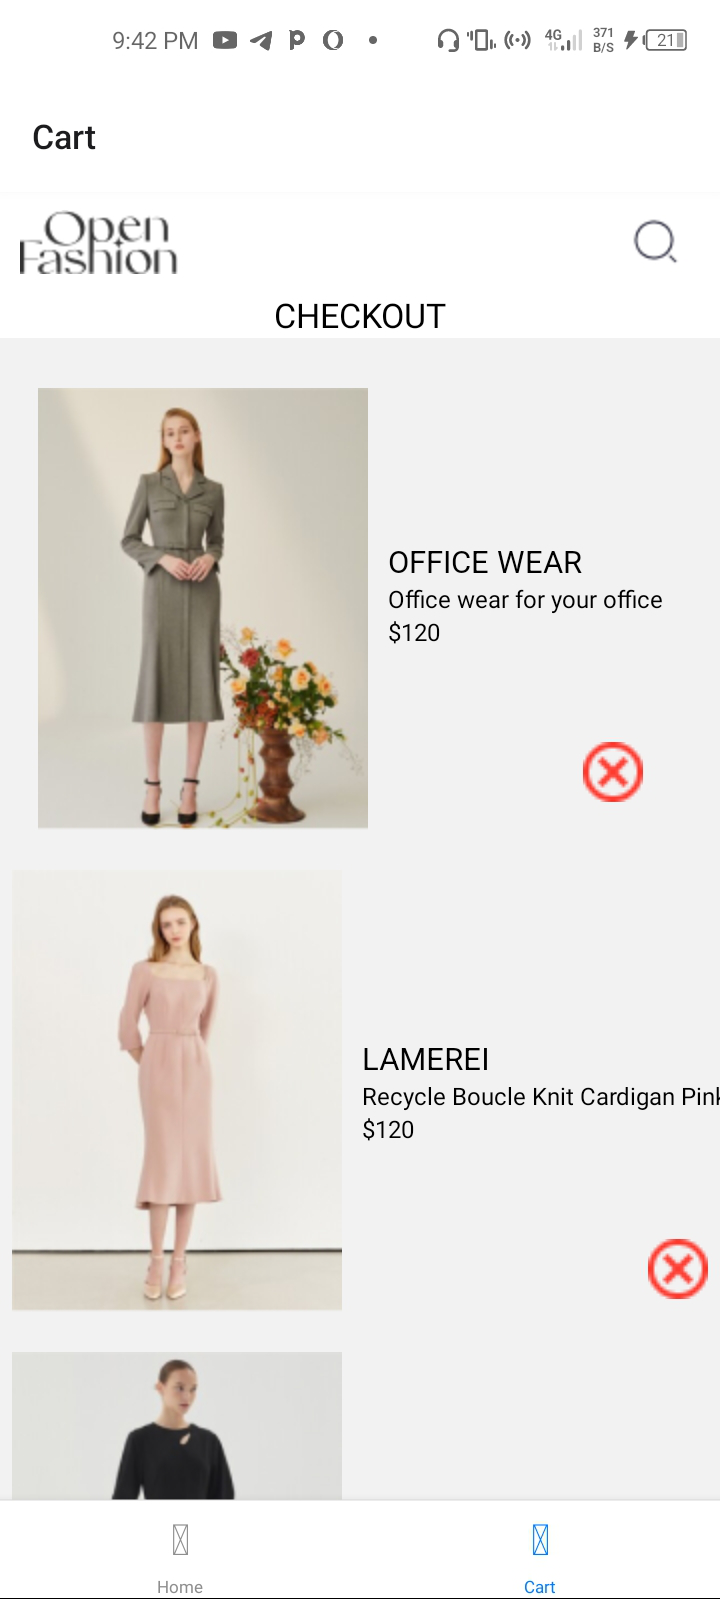 9:42 PM
4G
371
B/S
21
Cart
Open
Fashion
CHECKOUT
OFFICE WEAR
Office wear for your office
$120
LAMEREI
Recycle Boucle Knit Cardigan Pink
$120
Home
Cart